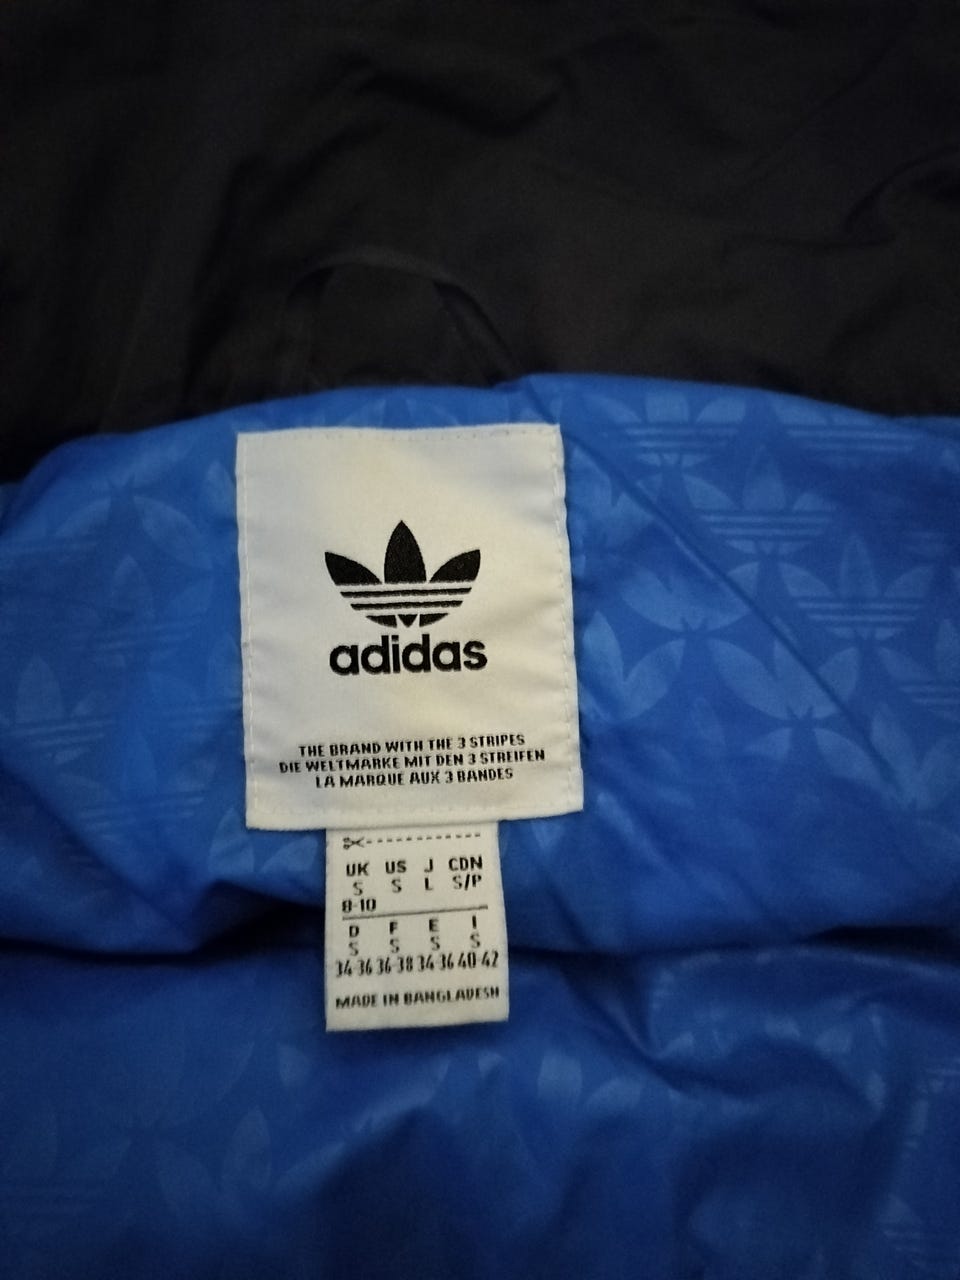 adidas
THE BRAND WITH THE 3 STRIPES
DIE WELTMARKE MIT DEN 3 STREIFEN
LA MARQUE AUX 3 BANDES
UK US J CDN
S S L S/P
8-10
D F E I
S S S S
34-36 36-38 34-36 40-42
MADE IN BANGLADESH